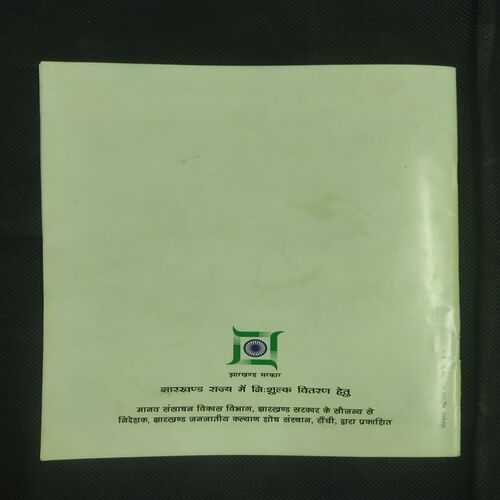 झारखण्ड सरकार
झारखण्ड राज्य में निःशुल्क वितरण हेतु
मानव संसाधन विकास विभाग, झारखण्ड सरकार के सौजन्य से
निदेशक, झारखण्ड जनजातीय कल्याण शोध संस्थान, राँची, द्वारा प्रकाशित